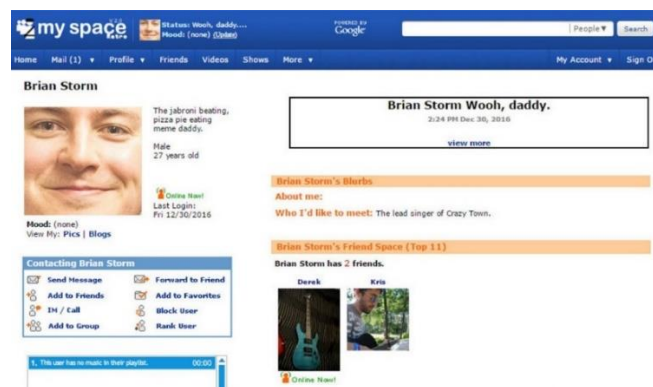 my space
retro
Status: Wooh, daddy....
Mood: (none) (Update)
POWERED BY
Google
People▼
Search
Home Mail (1) ▼ Profile ▼ Friends Videos Shows More ▼ My Account ▼ Sign O
Brian Storm
The jabroni beating,
pizza pie eating
meme daddy.
Male
27 years old
Online Now!
Last Login:
Fri 12/30/2016
Mood: (none)
View My: Pics | Blogs
Contacting Brian Storm
Send Message Forward to Friend
Add to Friends Add to Favorites
IM / Call Block User
Add to Group Rank User
1, This user has no music in their playlist. 00:00
Brian Storm Wooh, daddy.
2:24 PM Dec 30, 2016
view more
Brian Storm's Blurbs
About me:
Who I'd like to meet: The lead singer of Crazy Town.
Brian Storm's Friend Space (Top 11)
Brian Storm has 2 friends.
Derek Kris
Online Now!